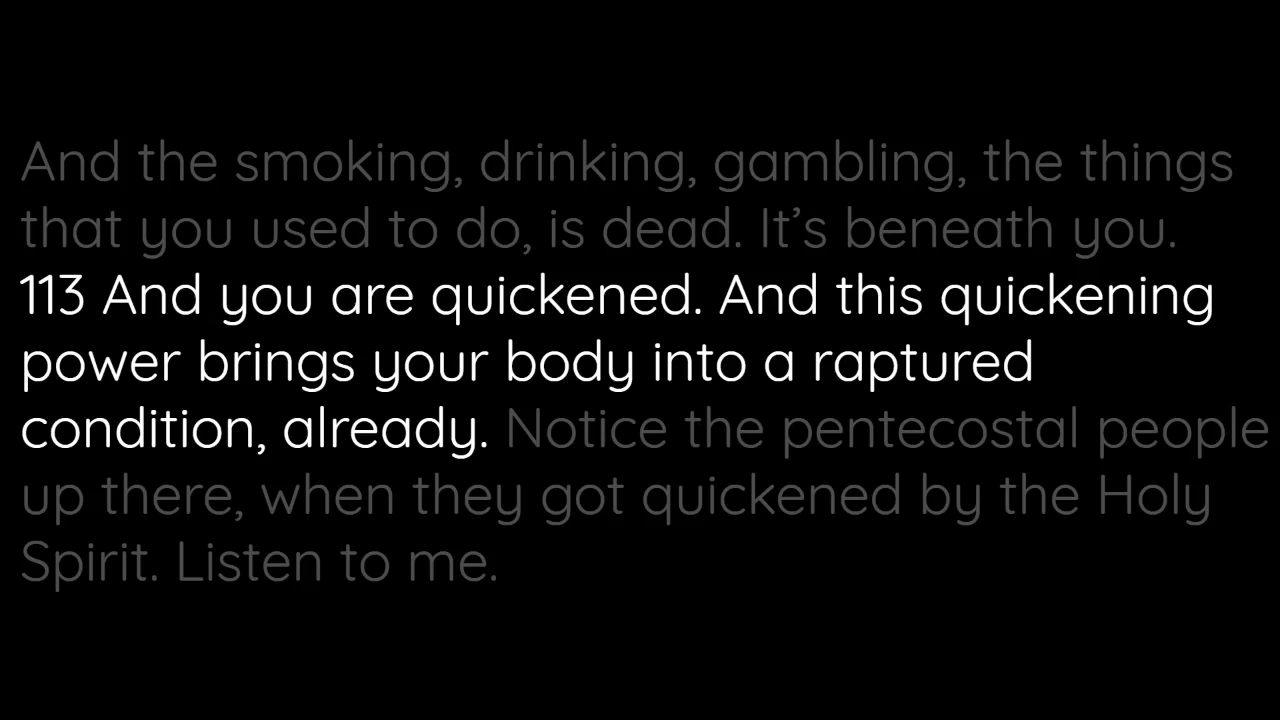 And the smoking, drinking, gambling, the things
that you used to do, is dead. It’s beneath you.
113 And you are quickened. And this quickening
power brings your body into a raptured
condition, already. Notice the pentecostal people
up there, when they got quickened by the Holy
Spirit. Listen to me.